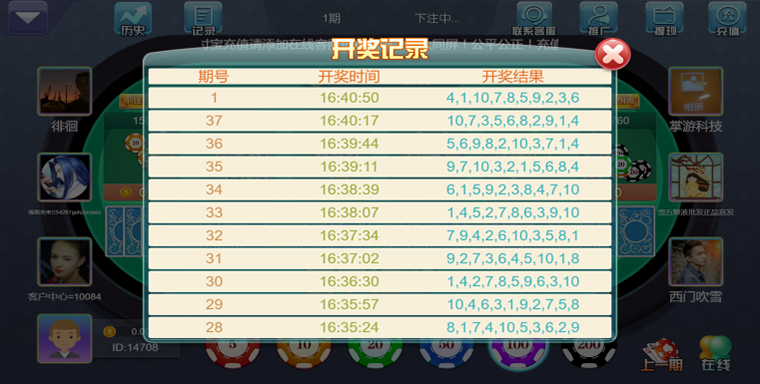 历史
记录
1期
下注中...
联系客服
推广
提现
充值
开奖记录
期号 开奖时间 开奖结果
1 16:40:50 4,1,10,7,8,5,9,2,3,6
37 16:40:17 10,7,3,5,6,8,2,9,1,4
36 16:39:44 5,6,9,8,2,10,3,7,1,4
35 16:39:11 9,7,10,3,2,1,5,6,8,4
34 16:38:39 6,1,5,9,2,3,8,4,7,10
33 16:38:07 1,4,5,2,7,8,6,3,9,10
32 16:37:34 7,9,4,2,6,10,3,5,8,1
31 16:37:02 9,2,7,3,6,4,5,10,1,8
30 16:36:30 1,4,2,7,8,5,9,6,3,10
29 16:35:57 10,4,6,3,1,9,2,7,5,8
28 16:35:24 8,1,7,4,10,5,3,6,2,9
徘徊
相册
掌游科技
客户中心=10084
西门吹雪
ID:14708
5
10
20
50
100
200
上一期
在线